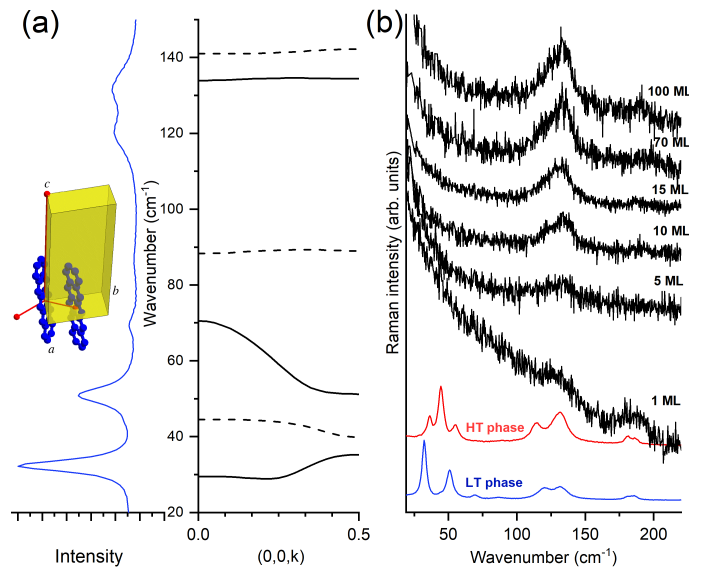 (a)
140
120
100
80
60
40
20
Wavenumber (cm-1)
c
b
a
Intensity
0.0
0.5
(0,0,k)
(b)
Raman intensity (arb. units)
100 ML
70 ML
15 ML
10 ML
5 ML
1 ML
HT phase
LT phase
50
100
150
200
Wavenumber (cm-1)